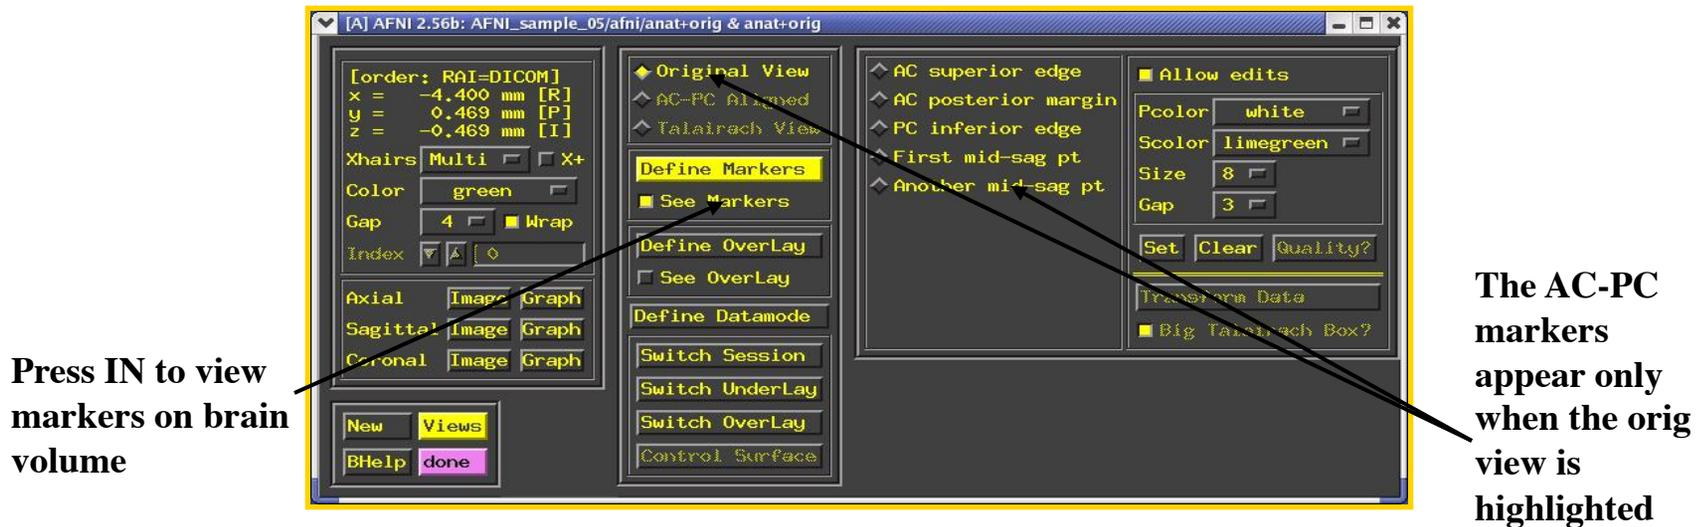 [A] AFNI 2.56b: AFNI_sample_05/afni/anat+orig & anat+orig
[order: RAI=DICOM]
x = -4.400 mm [R]
y = 0.469 mm [P]
z = -0.469 mm [I]
Xhairs Multi X+
Color green
Gap 4 Wrap
Index 0
Axial Image Graph
Sagittal Image Graph
Coronal Image Graph
New Views
BHelp done
Original View
AC-PC Aligned
Talairach View
Define Markers
See Markers
Define OverLay
See OverLay
Define Datamode
Switch Session
Switch UnderLay
Switch OverLay
Control Surface
AC superior edge
AC posterior margin
PC inferior edge
First mid-sag pt
Another mid-sag pt
Allow edits
Pcolor white
Scolor limegreen
Size 8
Gap 3
Set Clear Quality?
Transform Data
Big Talairach Box?
Press IN to view
markers on brain
volume
The AC-PC
markers
appear only
when the orig
view is
highlighted